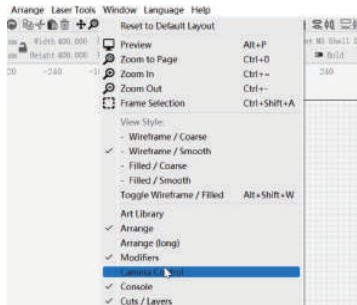 Arrange Laser Tools Window Language Help
Reset to Default Layout
Width 400.000
Height 400.000
Preview Alt+P
Zoom to Page Ctrl+0
Zoom In Ctrl+=
Zoom Out Ctrl+-
Frame Selection Ctrl+Shift+A
Bold
-240
240
View Style:
- Wireframe / Coarse
✓ - Wireframe / Smooth
- Filled / Coarse
- Filled / Smooth
Toggle Wireframe / Filled Alt+Shift+W
Art Library
✓ Arrange
Arrange (long)
✓ Modifiers
Camera Control
✓ Console
✓ Cuts / Layers